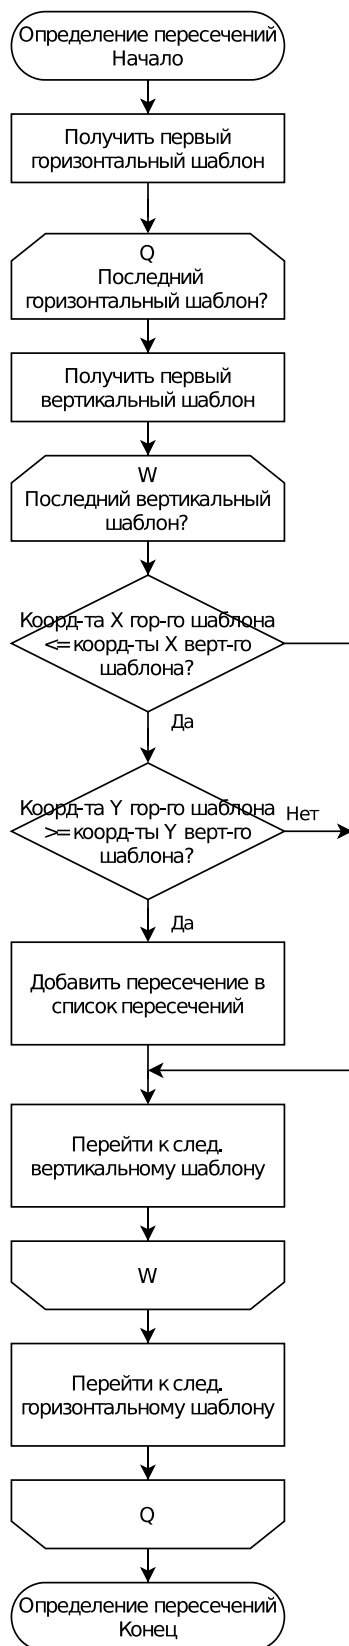 Определение пересечений
Начало
Получить первый
горизонтальный шаблон
Q
Последний
горизонтальный шаблон?
Получить первый
вертикальный шаблон
W
Последний вертикальный
шаблон?
Коорд-та X гор-го шаблона
<= коорд-ты X верт-го
шаблона?
Да
Коорд-та Y гор-го шаблона
>= коорд-ты Y верт-го
шаблона?
Нет
Да
Добавить пересечение в
список пересечений
Перейти к след.
вертикальному шаблону
W
Перейти к след.
горизонтальному шаблону
Q
Определение пересечений
Конец